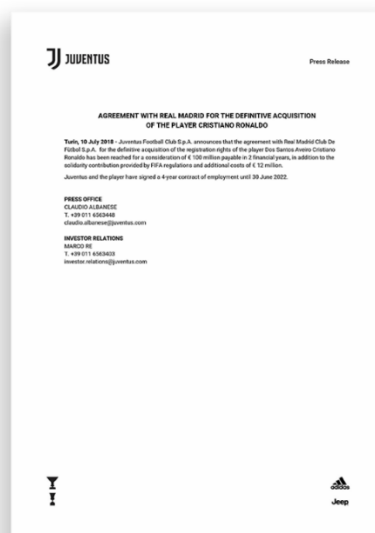 JUVENTUS
Press Release
AGREEMENT WITH REAL MADRID FOR THE DEFINITIVE ACQUISITION
OF THE PLAYER CRISTIANO RONALDO
Turin, 10 July 2018 – Juventus Football Club S.p.A. announces that the agreement with Real Madrid Club De
Fútbol S.p.A. for the definitive acquisition of the registration rights of the player Dos Santos Aveiro Cristiano
Ronaldo has been reached for a consideration of € 100 million payable in 2 financial years, in addition to the
solidarity contribution provided by FIFA regulations and additional costs of € 12 million.
Juventus and the player have signed a 4-year contract of employment until 30 June 2022.
PRESS OFFICE
CLAUDIO ALBANESE
T. +39 011 6563448
claudio.albanese@juventus.com
INVESTOR RELATIONS
MARCO RE
T. +39 011 6563403
investor.relations@juventus.com
adidas
Jeep